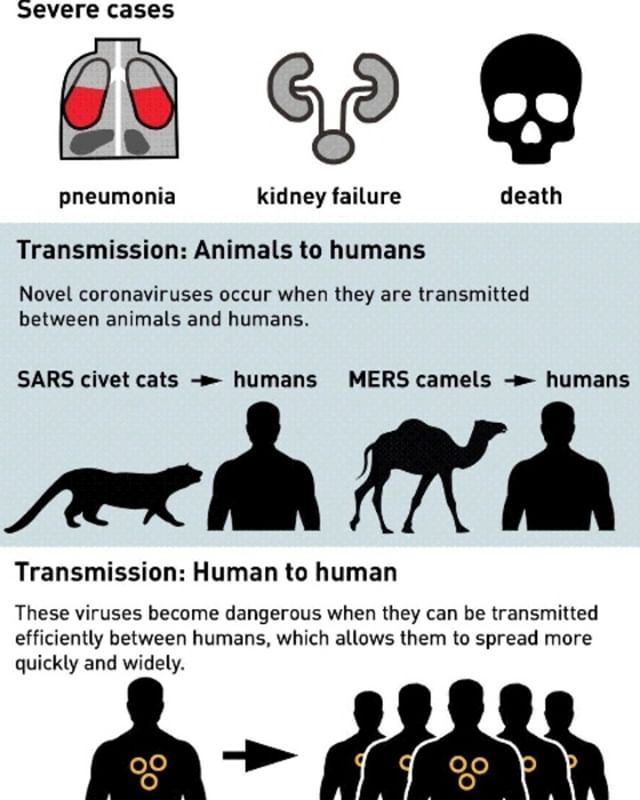 Severe cases
pneumonia
kidney failure
death
Transmission: Animals to humans
Novel coronaviruses occur when they are transmitted
between animals and humans.
SARS civet cats → humans
MERS camels → humans
Transmission: Human to human
These viruses become dangerous when they can be transmitted
efficiently between humans, which allows them to spread more
quickly and widely.